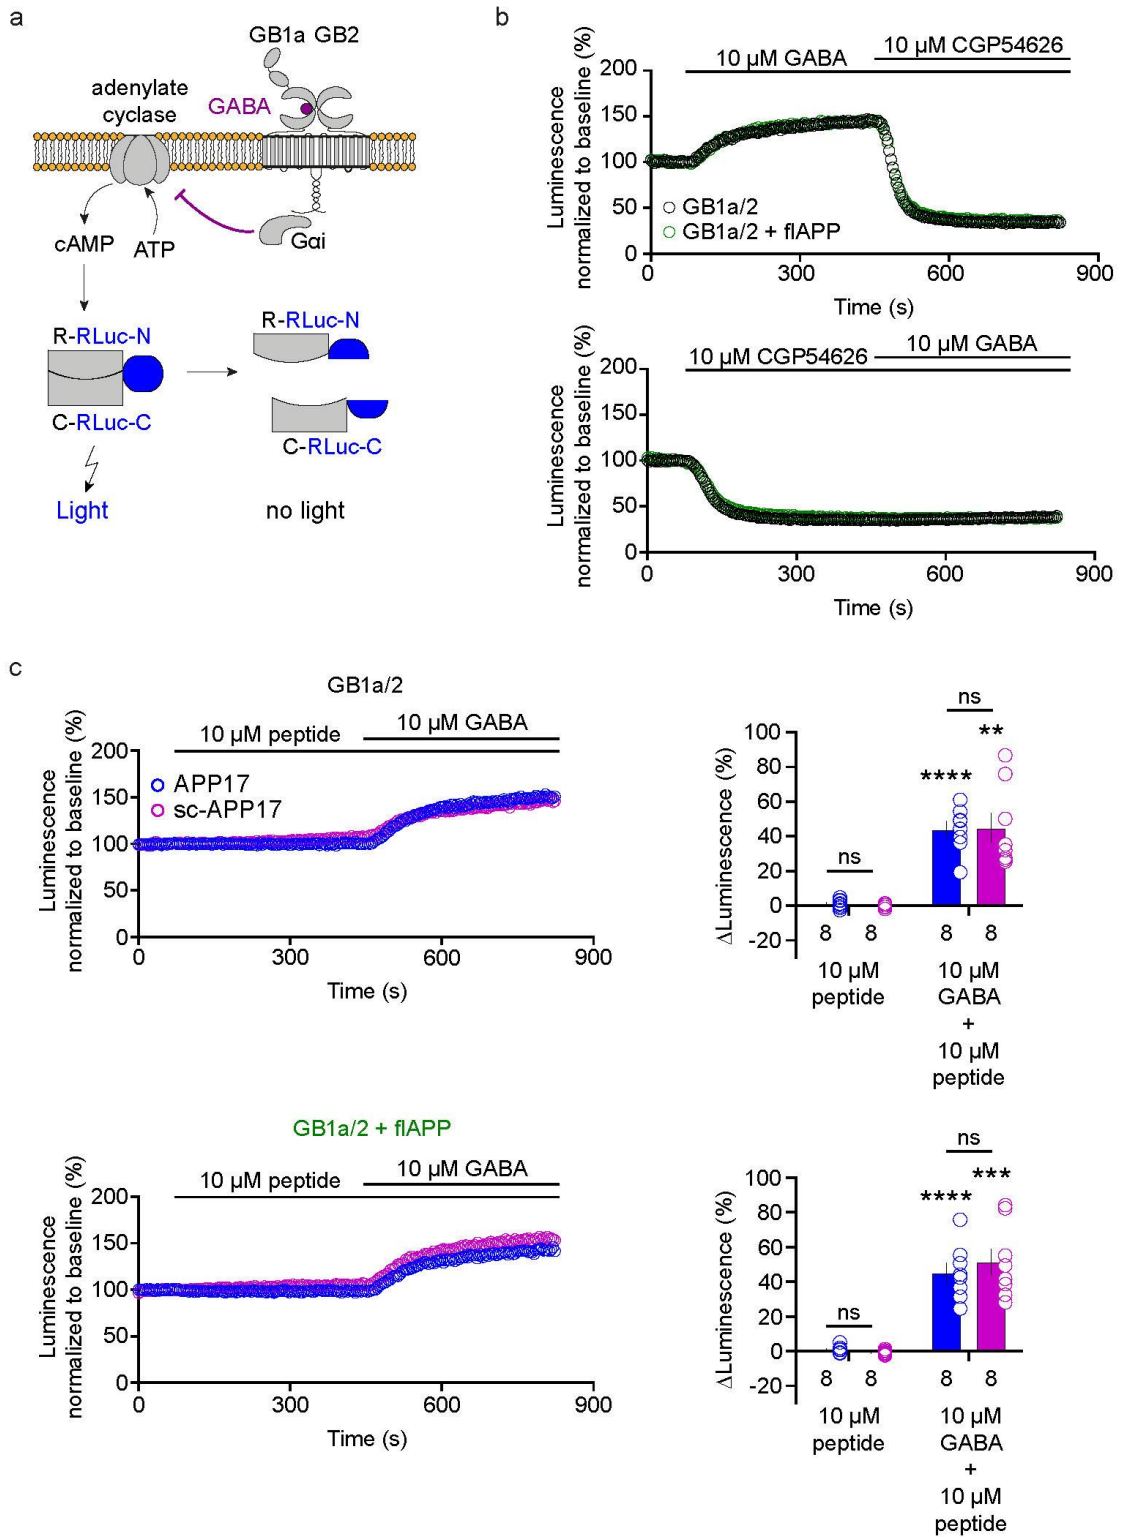 a
GB1a GB2
adenylate
cyclase
GABA
cAMP
ATP
Gαi
R-RLuc-N
C-RLuc-C
Light
R-RLuc-N
C-RLuc-C
no light
b
Luminescence
normalized to baseline (%)
10 µM CGP54626
10 µM GABA
200
150
100
50
0
GB1a/2
GB1a/2 + flAPP
0 300 600 900
Time (s)
Luminescence
normalized to baseline (%)
10 µM GABA
10 µM CGP54626
200
150
100
50
0
0 300 600 900
Time (s)
c
GB1a/2
Luminescence
normalized to baseline (%)
10 µM GABA
10 µM peptide
200
150
100
50
0
APP17
sc-APP17
0 300 600 900
Time (s)
ΔLuminescence (%)
100
80
60
40
20
0
-20
ns
**
****
ns
8 8 8 8
10 µM
peptide
10 µM
GABA
+
10 µM
peptide
GB1a/2 + flAPP
Luminescence
normalized to baseline (%)
10 µM GABA
10 µM peptide
200
150
100
50
0
0 300 600 900
Time (s)
ΔLuminescence (%)
100
80
60
40
20
0
-20
ns
***
****
ns
8 8 8 8
10 µM
peptide
10 µM
GABA
+
10 µM
peptide